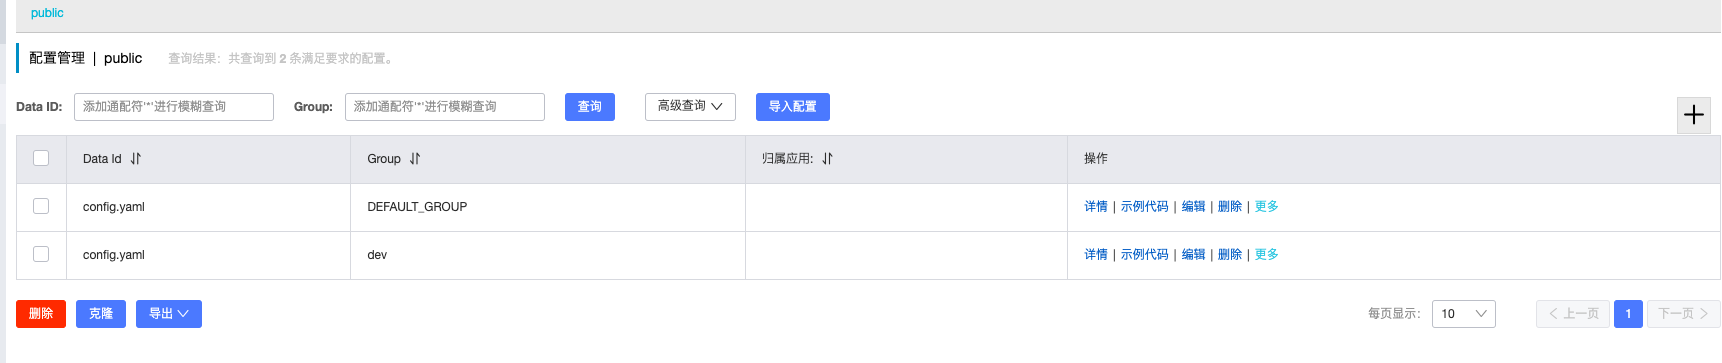 public
配置管理 | public 查询结果：共查询到 2 条满足要求的配置。
Data ID: 添加通配符'*'进行模糊查询 Group: 添加通配符'*'进行模糊查询 查询 高级查询 导入配置
Data Id Group 归属应用: 操作
config.yaml DEFAULT_GROUP 详情 | 示例代码 | 编辑 | 删除 | 更多
config.yaml dev 详情 | 示例代码 | 编辑 | 删除 | 更多
删除 克隆 导出 每页显示： 10 上一页 1 下一页